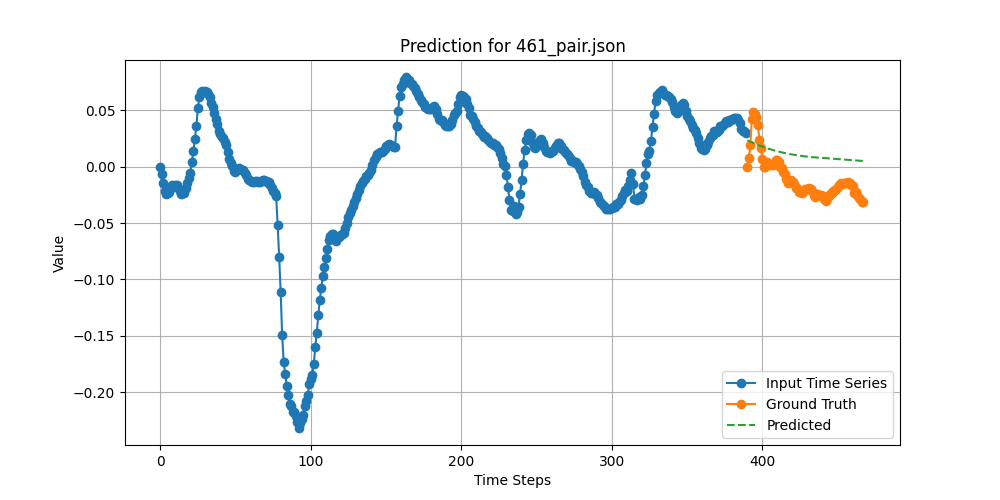 Prediction for 461_pair.json
0.05
0.00
−0.05
−0.10
−0.15
−0.20
Value
0
100
200
300
400
Time Steps
Input Time Series
Ground Truth
Predicted